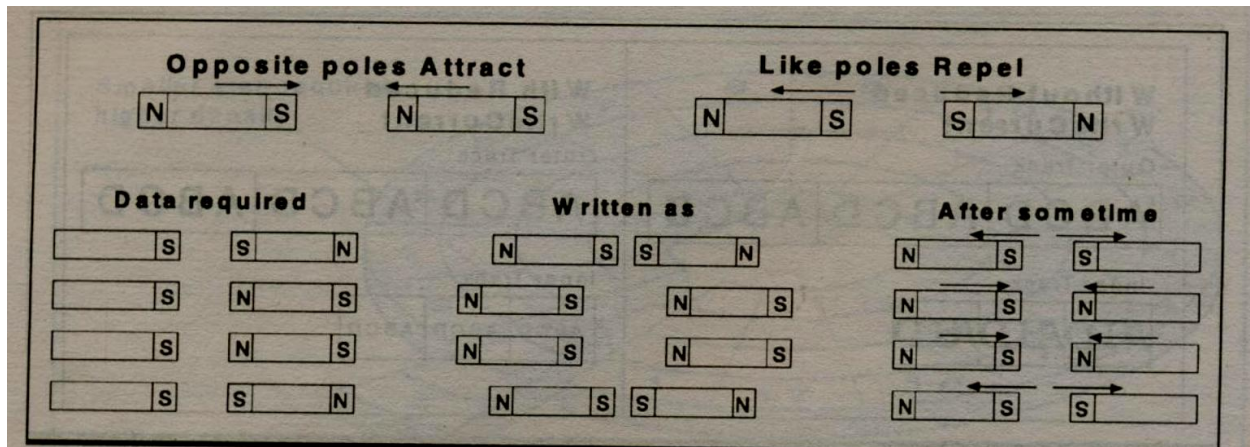 Opposite poles Attract
Like poles Repel
N S N S
N S S N
Data required
Written as
After sometime
S S N
N S S N
N S S
S N S
N S N S
N S N
S N S
N S N S
N S N
S S N
N S S N
N S S